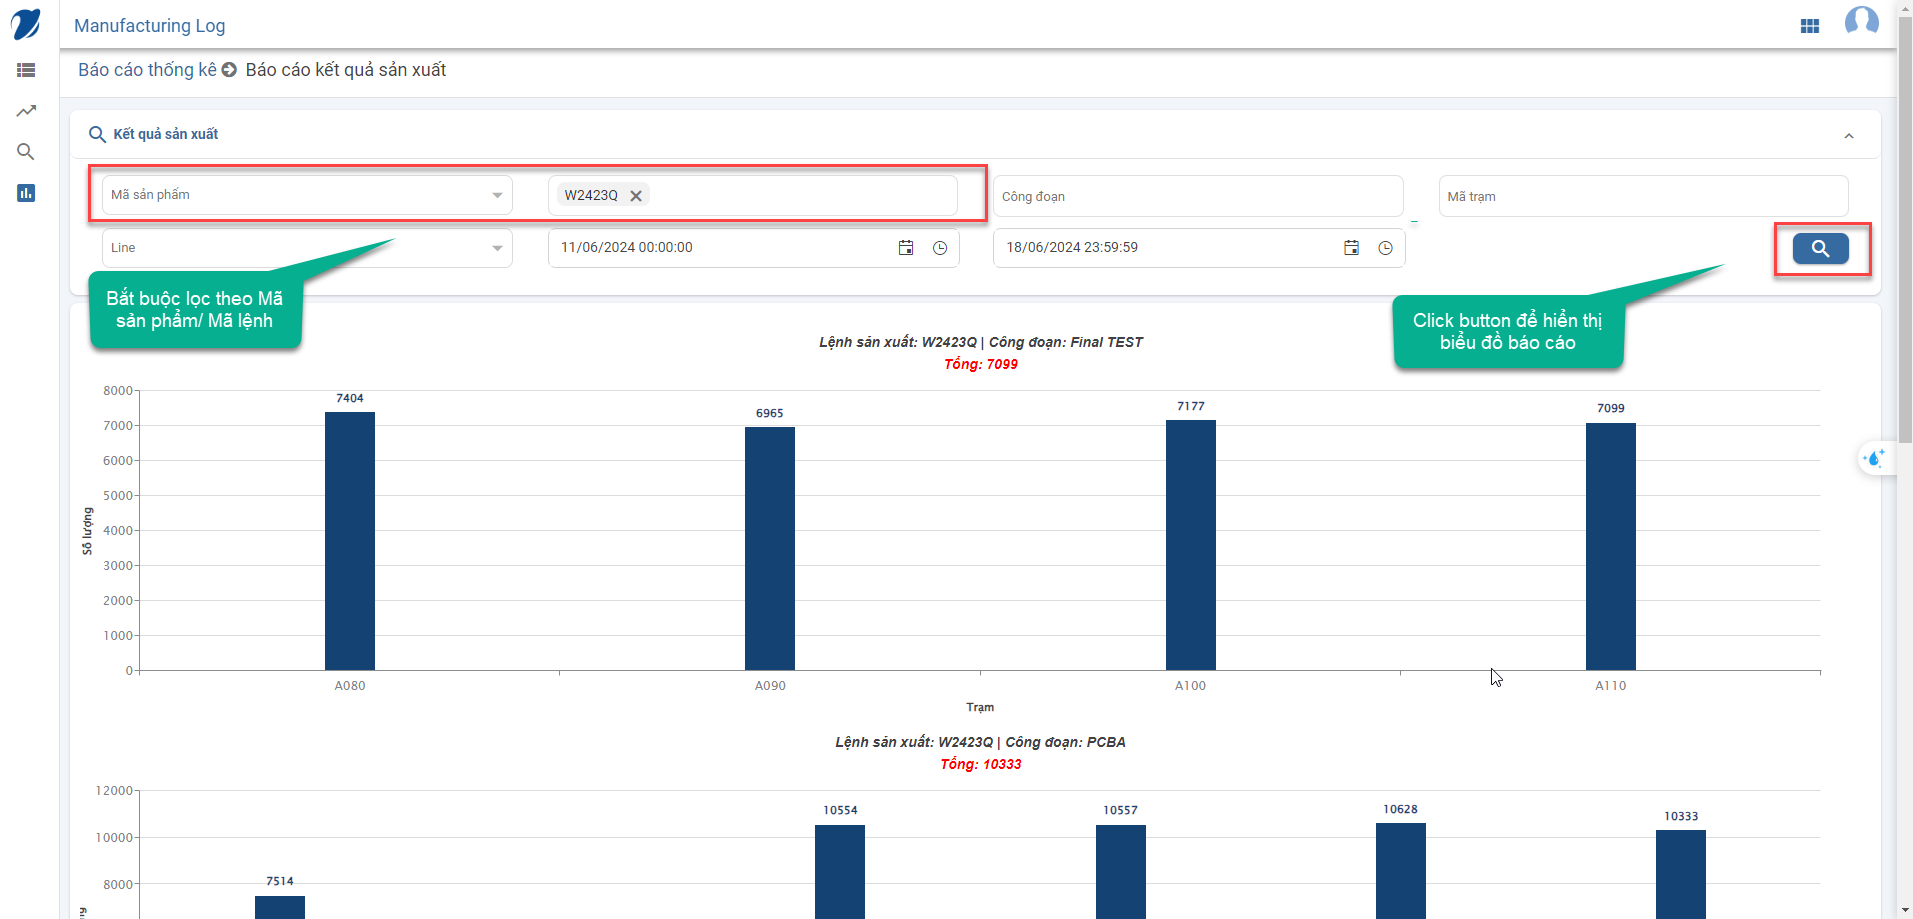 Manufacturing Log
Báo cáo thống kê Báo cáo kết quả sản xuất
Kết quả sản xuất
Mã sản phẩm
W2423Q
Công đoạn
Mã trạm
Line
11/06/2024 00:00:00
18/06/2024 23:59:59
Bắt buộc lọc theo Mã
sản phẩm/ Mã lệnh
Click button để hiển thị
biểu đồ báo cáo
Lệnh sản xuất: W2423Q | Công đoạn: Final TEST
Tổng: 7099
8000
7000
6000
5000
4000
3000
2000
1000
0
Số lượng
7404
6965
7177
7099
A080
A090
A100
A110
Trạm
Lệnh sản xuất: W2423Q | Công đoạn: PCBA
Tổng: 10333
12000
10000
8000
7514
10554
10557
10628
10333